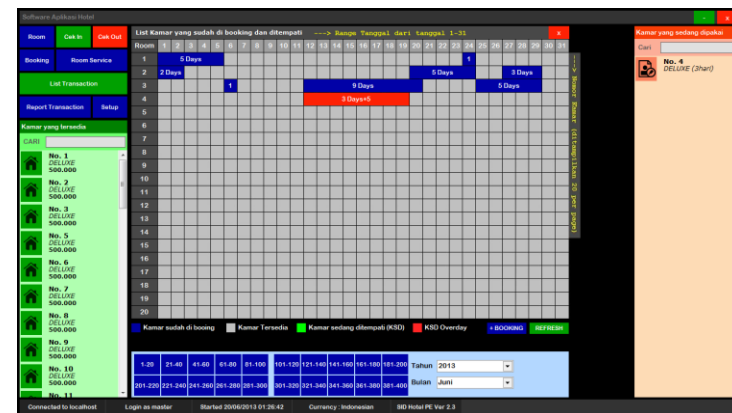 Software Aplikasi Hotel
- x
Room Cek In Cek Out
Booking Room Service
List Transaction
Report Transaction Setup
Kamar yang tersedia
CARI
No. 1
DELUXE
500.000
No. 2
DELUXE
500.000
No. 3
DELUXE
500.000
No. 5
DELUXE
500.000
No. 6
DELUXE
500.000
No. 7
DELUXE
500.000
No. 8
DELUXE
500.000
No. 9
DELUXE
500.000
No. 10
DELUXE
500.000
No. 11
List Kamar yang sudah di booking dan ditempati ---> Range Tanggal dari tanggal 1-31 x
Room 1 2 3 4 5 6 7 8 9 10 11 12 13 14 15 16 17 18 19 20 21 22 23 24 25 26 27 28 29 30 31
1 5 Days 1
2 2 Days 5 Days 3 Days
3 1 9 Days 5 Days
4 3 Days+5
5
6
7
8
9
10
11
12
13
14
15
16
17
18
19
20
---> Nomor Kamar (ditampilkan 20 per page)
Kamar sudah di booing Kamar Tersedia Kamar sedang ditempati (KSD) KSD Overday + BOOKING REFRESH
1-20 21-40 41-60 61-80 81-100 101-120 121-140 141-160 161-180 181-200
201-220 221-240 241-260 261-280 281-300 301-320 321-340 341-360 361-380 381-400
Tahun 2013
Bulan Juni
Kamar yang sedang dipakai
Cari
No. 4
DELUXE (3hari)
Connected to localhost Login as master Started 20/06/2013 01:26:42 Currency : Indonesian BID Hotel PE Ver 2.3